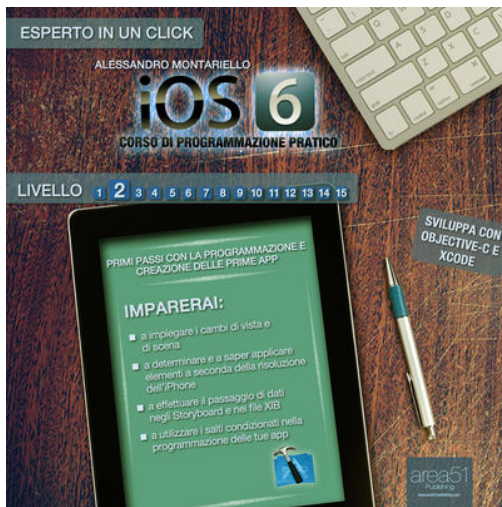 ESPERTO IN UN CLICK
ALESSANDRO MONTARIELLO
iOS 6
CORSO DI PROGRAMMAZIONE PRATICO
LIVELLO 1 2 3 4 5 6 7 8 9 10 11 12 13 14 15
SVILUPPA CON
OBJECTIVE-C E
XCODE
PRIMI PASSI CON LA PROGRAMMAZIONE E
CREAZIONE DELLE PRIME APP
IMPARERAI:
a impiegare i cambi di vista e
di scena
a determinare e a saper applicare
elementi a seconda della risoluzione
dell'iPhone
a effettuare il passaggio di dati
negli Storyboard e nei file XIB
a utilizzare i salti condizionati nella
programmazione delle tue app
area51
Publishing